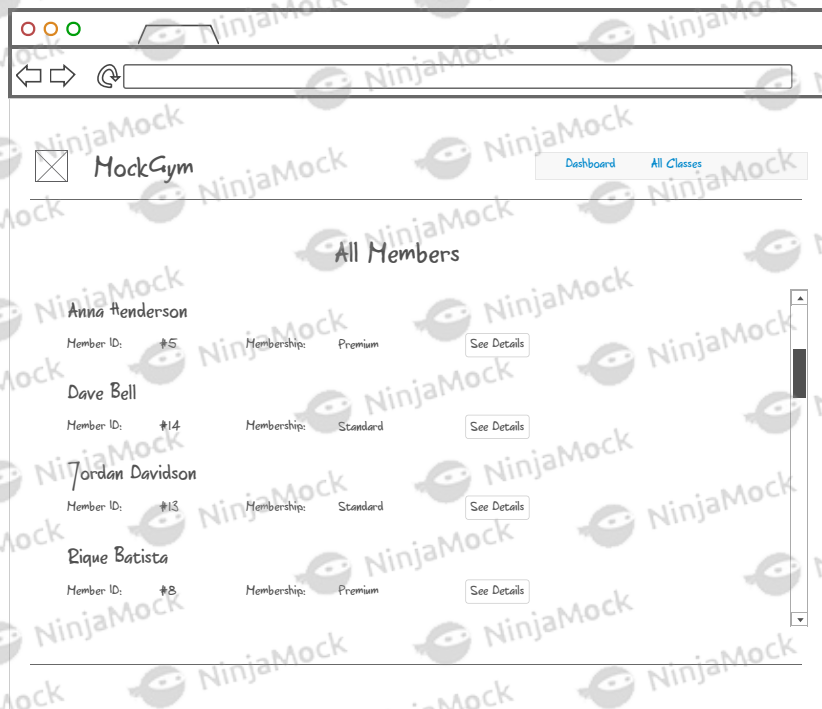 MockGym
Dashboard All Classes
All Members
Anna Henderson
Member ID: #5 Membership: Premium See Details
Dave Bell
Member ID: #14 Membership: Standard See Details
Jordan Davidson
Member ID: #13 Membership: Standard See Details
Rique Batista
Member ID: #8 Membership: Premium See Details
NinjaMock